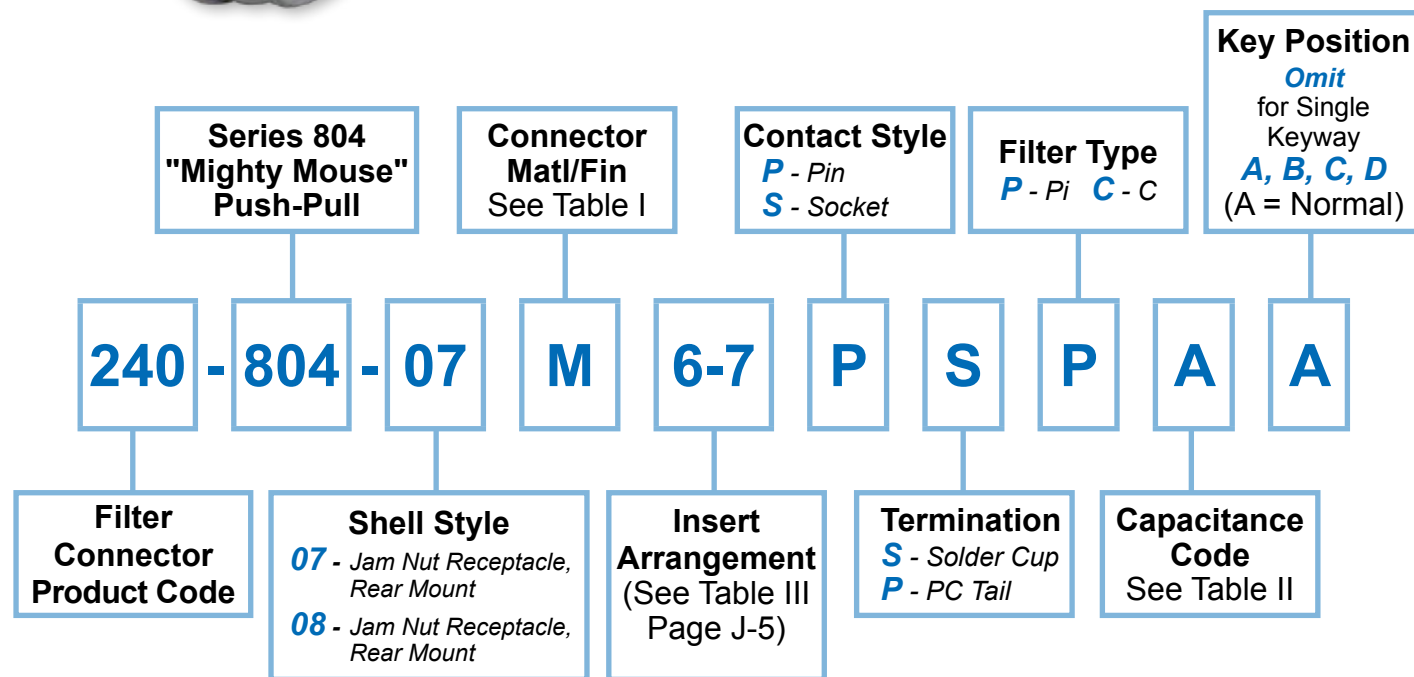 Key Position
Omit
for Single
Keyway
A, B, C, D
(A = Normal)
Series 804
"Mighty Mouse"
Push-Pull
Connector
Matl/Fin
See Table I
Contact Style
P - Pin
S - Socket
Filter Type
P - Pi C - C
240 - 804 - 07 M 6-7 P S P A A
Filter
Connector
Product Code
Shell Style
07 - Jam Nut Receptacle,
Rear Mount
08 - Jam Nut Receptacle,
Rear Mount
Insert
Arrangement
(See Table III
Page J-5)
Termination
S - Solder Cup
P - PC Tail
Capacitance
Code
See Table II